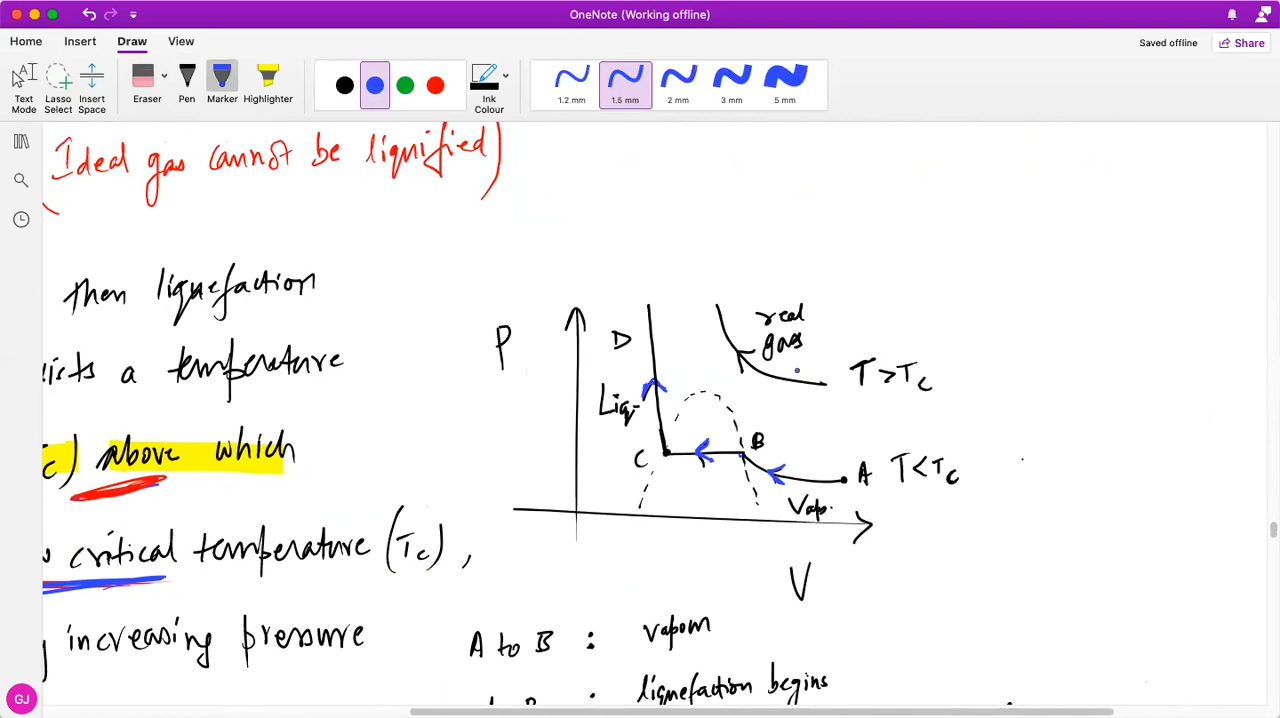 OneNote (Working offline)
Home Insert Draw View
Saved offline
Share
Text Mode
Lasso Select
Insert Space
Eraser
Pen
Marker
Highlighter
Ink Colour
1.2 mm
1.5 mm
2 mm
3 mm
5 mm
(Ideal gas cannot be liquified)
then liquefaction
a temperature
c) above which
critical temperature (Tc),
increasing pressure
P
D
real gas
T>Tc
Liq.
C
B
A T<Tc
Vap.
V
A to B : vapour
: liquefaction begins
GJ